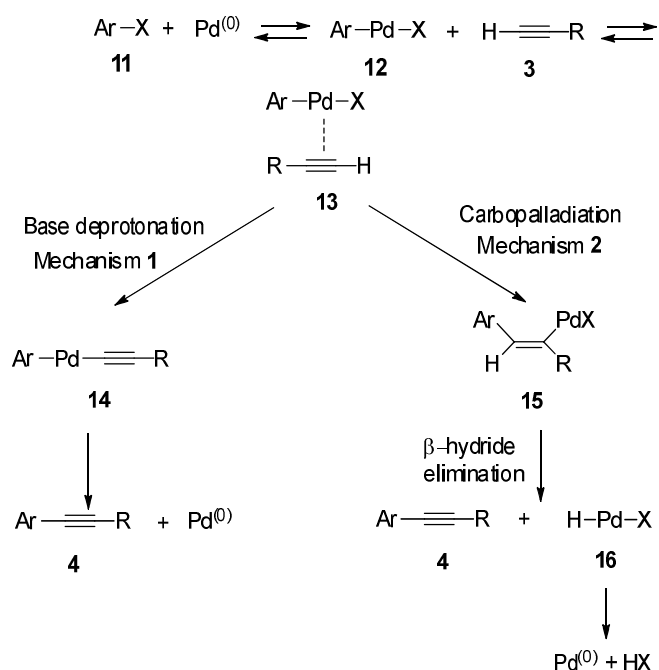 Ar–X + Pd(0) Ar–Pd–X + H R
11 12 3
Ar–Pd–X
R H
13
Base deprotonation
Mechanism 1
Carbopalladiation
Mechanism 2
Ar–Pd R
14
Ar PdX
H R
15
β–hydride
elimination
Ar R + Pd(0)
4
Ar R + H–Pd–X
4 16
Pd(0) + HX